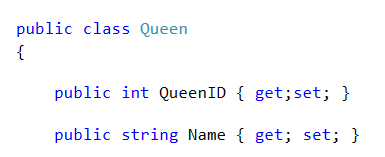 public class Queen
{
public int QueenID { get;set; }
public string Name { get; set; }